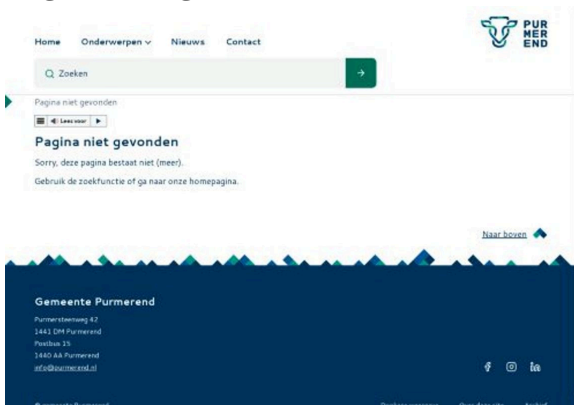 PUR
MER
END
Home Onderwerpen Nieuws Contact
Zoeken
Pagina niet gevonden
Lees voor
Pagina niet gevonden
Sorry, deze pagina bestaat niet (meer).
Gebruik de zoekfunctie of ga naar onze homepagina.
Naar boven
Gemeente Purmerend
Purmersteenweg 42
1441 DM Purmerend
Postbus 15
1440 AA Purmerend
info@purmerend.nl